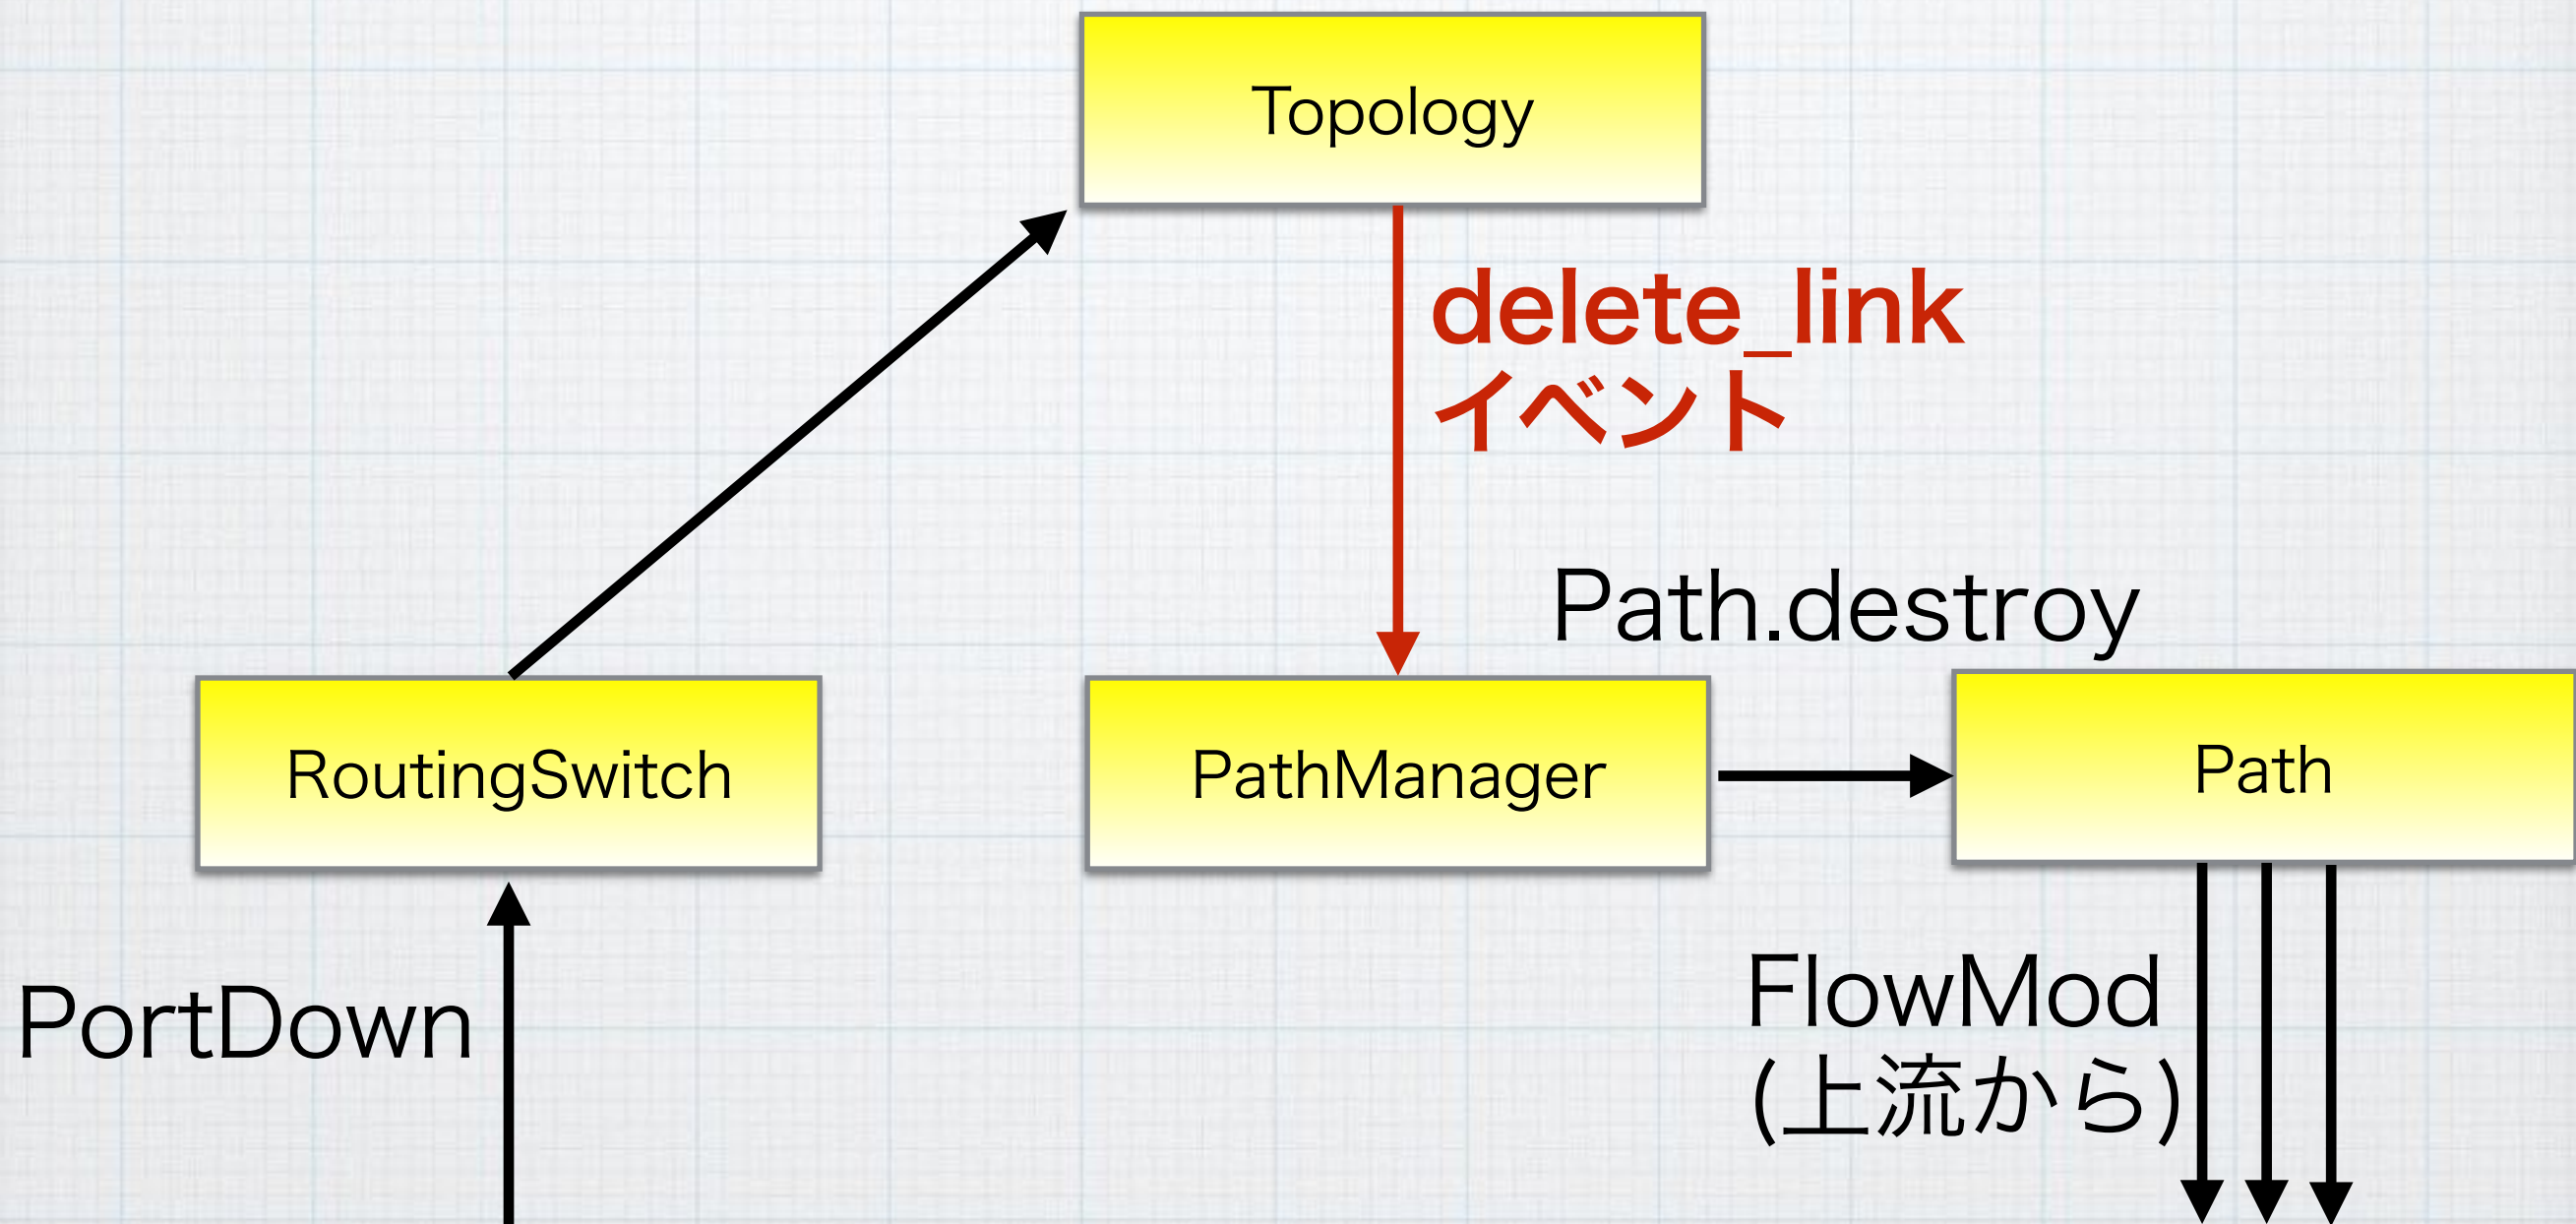 Topology
delete_link
イベント
Path.destroy
RoutingSwitch
PathManager
Path
PortDown
FlowMod
(上流から)